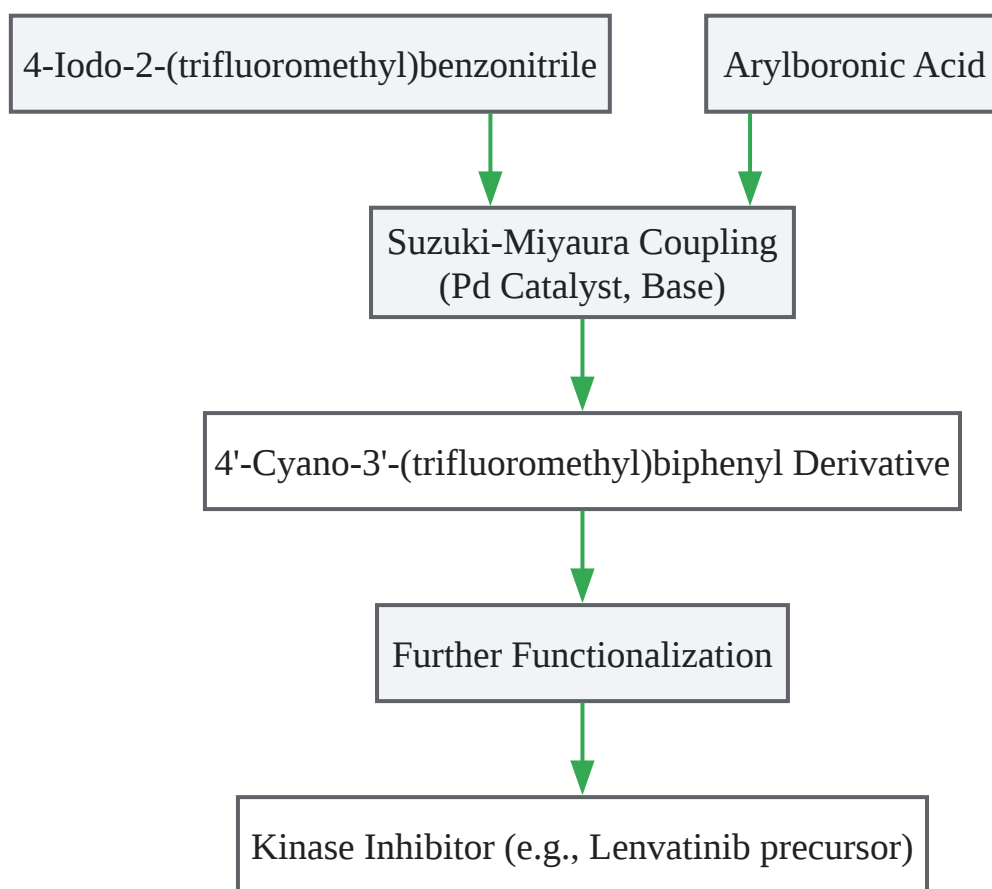 4-Iodo-2-(trifluoromethyl)benzonitrile
Arylboronic Acid
Suzuki-Miyaura Coupling
(Pd Catalyst, Base)
4'-Cyano-3'-(trifluoromethyl)biphenyl Derivative
Further Functionalization
Kinase Inhibitor (e.g., Lenvatinib precursor)